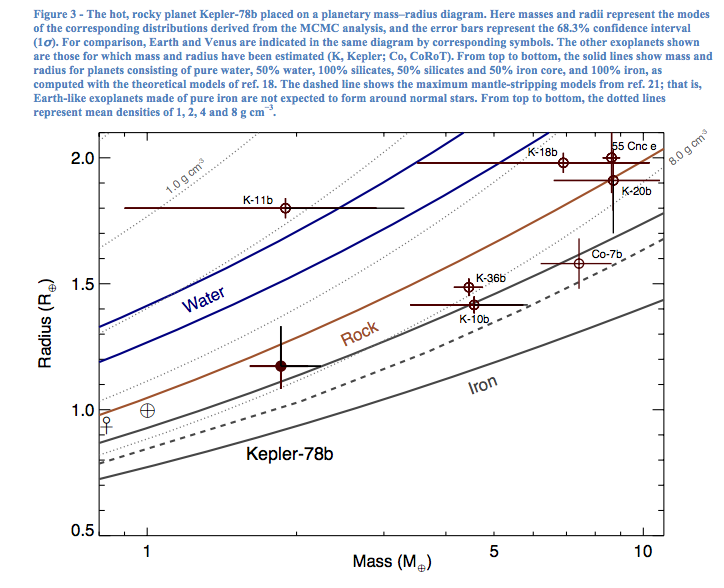 Figure 3 - The hot, rocky planet Kepler-78b placed on a planetary mass–radius diagram. Here masses and radii represent the modes
of the corresponding distributions derived from the MCMC analysis, and the error bars represent the 68.3% confidence interval
(1σ). For comparison, Earth and Venus are indicated in the same diagram by corresponding symbols. The other exoplanets shown
are those for which mass and radius have been estimated (K, Kepler; Co, CoRoT). From top to bottom, the solid lines show mass and
radius for planets consisting of pure water, 50% water, 100% silicates, 50% silicates and 50% iron core, and 100% iron, as
computed with the theoretical models of ref. 18. The dashed line shows the maximum mantle-stripping models from ref. 21; that is,
Earth-like exoplanets made of pure iron are not expected to form around normal stars. From top to bottom, the dotted lines
represent mean densities of 1, 2, 4 and 8 g cm⁻³.
2.0
1.5
1.0
0.5
Radius (R⊕)
1.0 g cm³
8.0 g cm³
K-18b
55 Cnc e
K-20b
K-11b
Co-7b
K-36b
K-10b
Water
Rock
Iron
♀
⊕
Kepler-78b
1
5
10
Mass (M⊕)